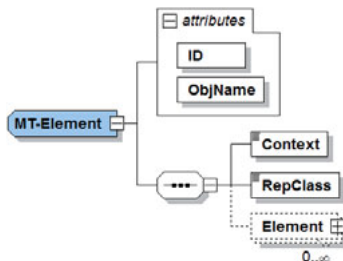 attributes
ID
ObjName
MT-Element
Context
RepClass
Element
0..∞